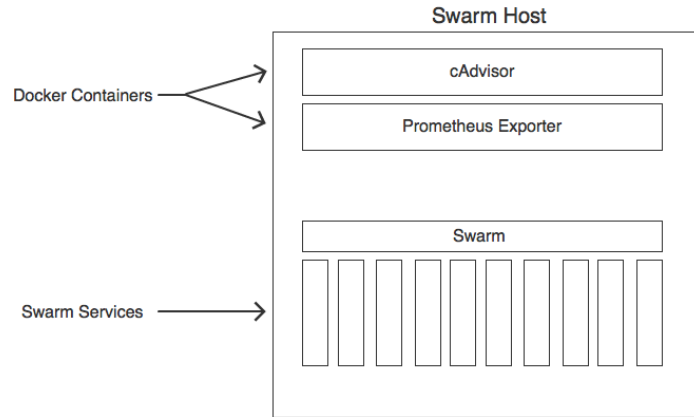 Swarm Host
cAdvisor
Docker Containers
Prometheus Exporter
Swarm
Swarm Services